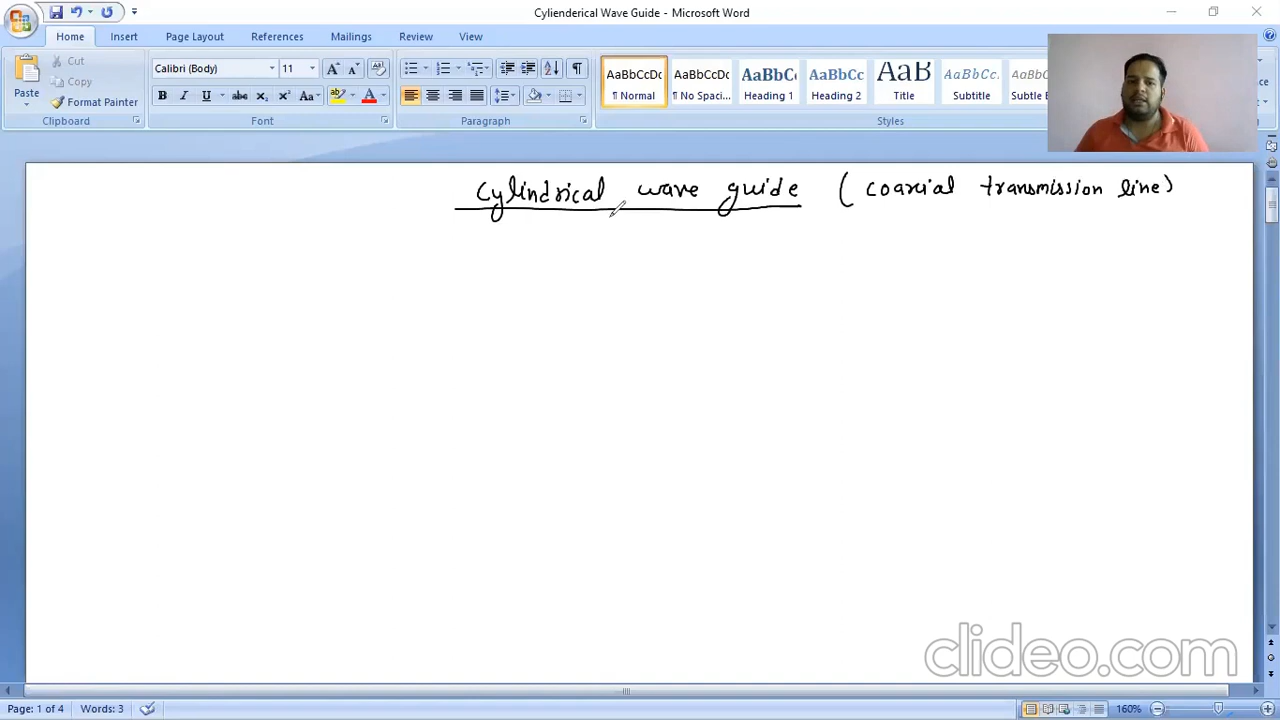 Cylienderical Wave Guide - Microsoft Word
Home Insert Page Layout References Mailings Review View
Paste Cut Copy Format Painter
Calibri (Body) 11
AaBbCcDc AaBbCcDc AaBbC AaBbCc AaB AaBbCc. AaBbCc
¶ Normal ¶ No Spaci... Heading 1 Heading 2 Title Subtitle Subtle E
Clipboard Font Paragraph Styles
Cylindrical wave guide (coaxial transmission line)
clideo.com
Page: 1 of 4 Words: 3 160%